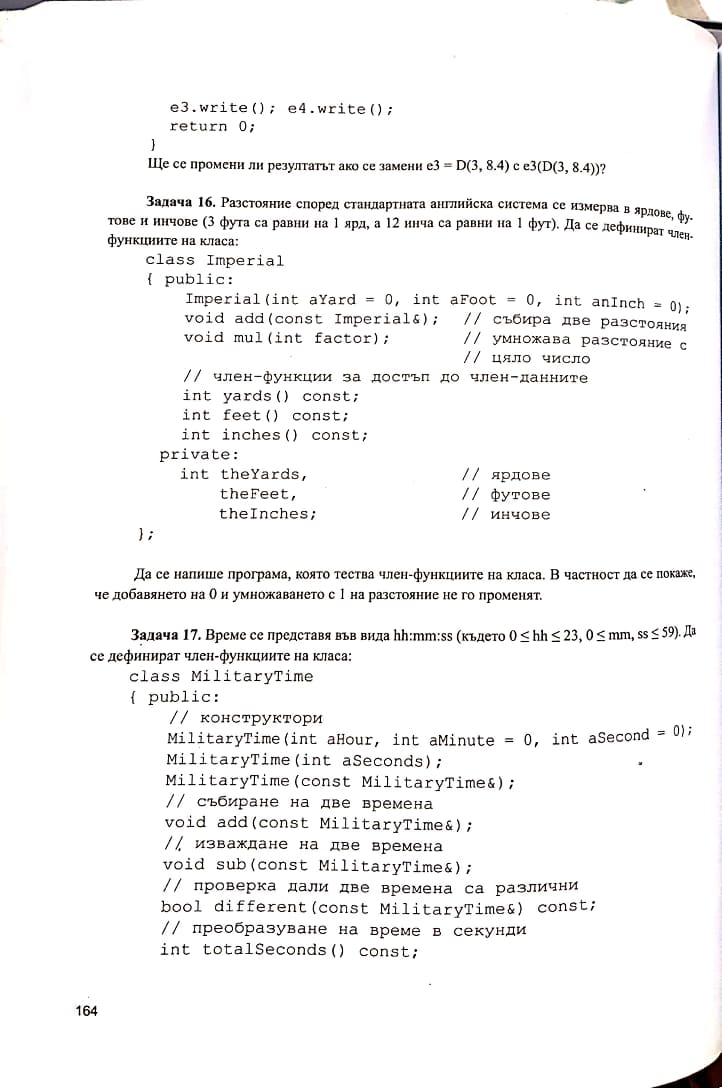 e3.write(); e4.write();
return 0;
}
Ще се промени ли резултатът ако се замени e3 = D(3, 8.4) с e3(D(3, 8.4))?
Задача 16. Разстояние според стандартната английска система се измерва в ярдове, фу-
тове и инчове (3 фута са равни на 1 ярд, а 12 инча са равни на 1 фут). Да се дефинират член-
функциите на класа:
class Imperial
{ public:
Imperial(int aYard = 0, int aFoot = 0, int anInch = 0);
void add(const Imperial&); // събира две разстояния
void mul(int factor); // умножава разстояние с
// цяло число
// член-функции за достъп до член-данните
int yards() const;
int feet() const;
int inches() const;
private:
int theYards, // ярдове
theFeet, // футове
theInches; // инчове
};
Да се напише програма, която тества член-функциите на класа. В частност да се покаже,
че добавянето на 0 и умножаването с 1 на разстояние не го променят.
Задача 17. Време се представя във вида hh:mm:ss (където 0 ≤ hh ≤ 23, 0 ≤ mm, ss ≤ 59). Да
се дефинират член-функциите на класа:
class MilitaryTime
{ public:
// конструктори
MilitaryTime(int aHour, int aMinute = 0, int aSecond = 0);
MilitaryTime(int aSeconds);
MilitaryTime(const MilitaryTime&);
// събиране на две времена
void add(const MilitaryTime&);
// изваждане на две времена
void sub(const MilitaryTime&);
// проверка дали две времена са различни
bool different(const MilitaryTime&) const;
// преобразуване на време в секунди
int totalSeconds() const;
164